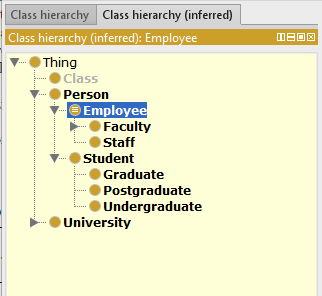 Class hierarchy Class hierarchy (inferred)
Class hierarchy (inferred): Employee
Thing
Class
Person
Employee
Faculty
Staff
Student
Graduate
Postgraduate
Undergraduate
University